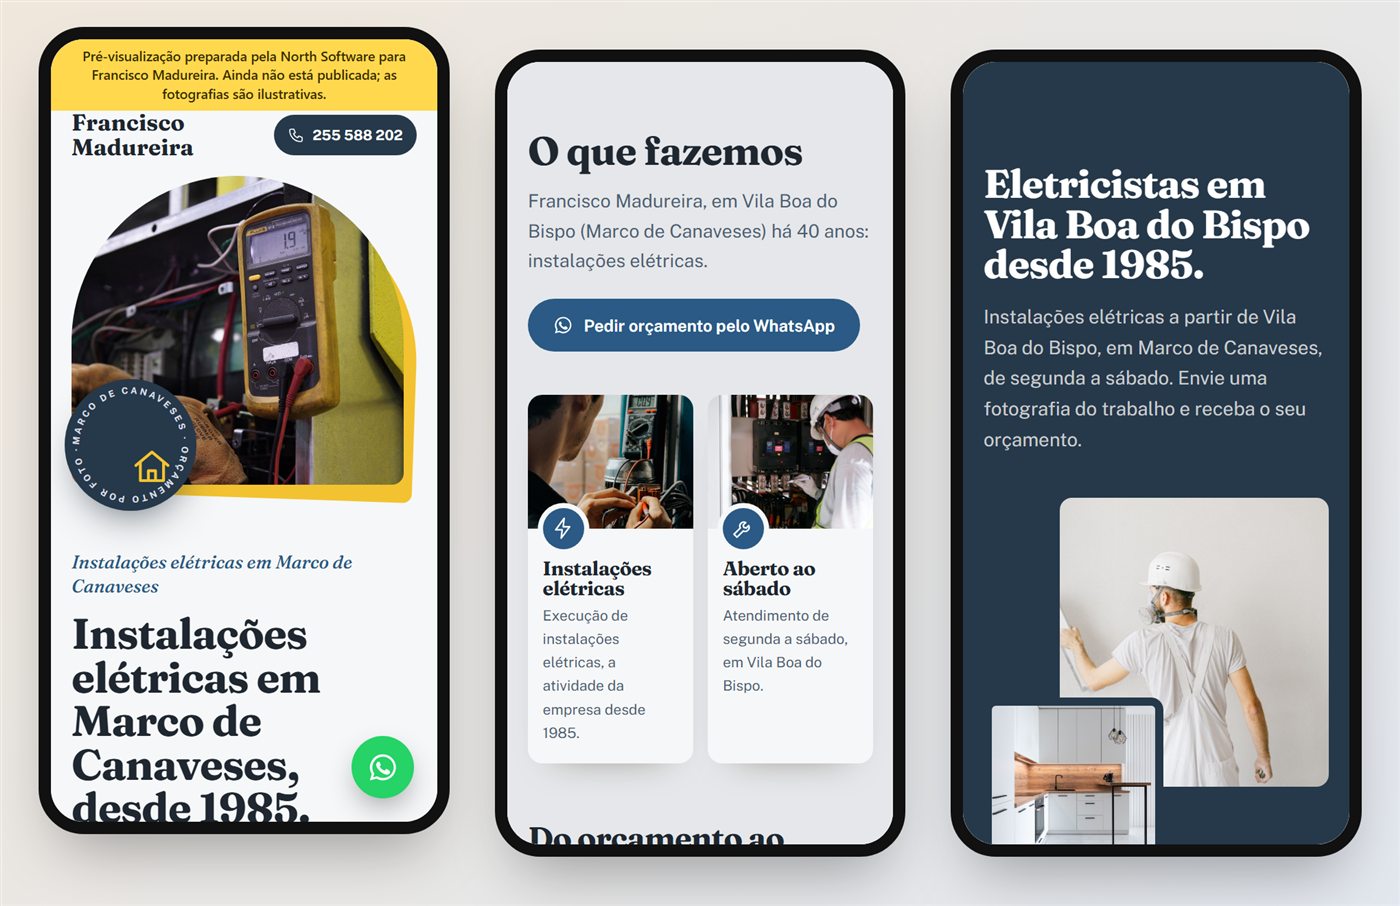 Pré-visualização preparada pela North Software para
Francisco Madureira. Ainda não está publicada; as
fotografias são ilustrativas.
Francisco
Madureira
255 588 202
1.9
MARCO DE CANAVESES · ORÇAMENTO POR FOTO ·
Instalações elétricas em Marco de
Canaveses
Instalações
elétricas em
Marco de
Canaveses,
desde 1985.
O que fazemos
Francisco Madureira, em Vila Boa do
Bispo (Marco de Canaveses) há 40 anos:
instalações elétricas.
Pedir orçamento pelo WhatsApp
Instalações
elétricas
Execução de
instalações
elétricas, a
atividade da
empresa desde
1985.
Aberto ao
sábado
Atendimento de
segunda a sábado,
em Vila Boa do
Bispo.
Do orçamento ao
Eletricistas em
Vila Boa do Bispo
desde 1985.
Instalações elétricas a partir de Vila
Boa do Bispo, em Marco de Canaveses,
de segunda a sábado. Envie uma
fotografia do trabalho e receba o seu
orçamento.